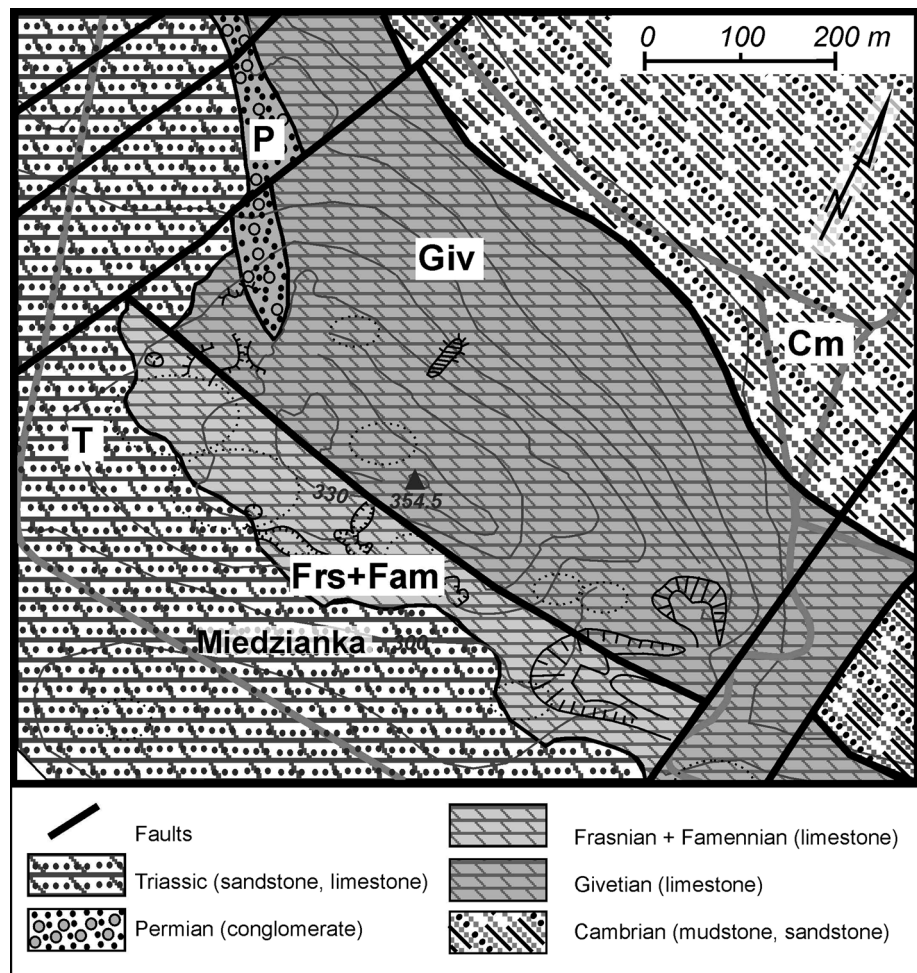 0 100 200 m
N
P
Giv
Cm
T
354.5
330
Frs+Fam
Miedzianka
300
Faults
Triassic (sandstone, limestone)
Permian (conglomerate)
Frasnian + Famennian (limestone)
Givetian (limestone)
Cambrian (mudstone, sandstone)